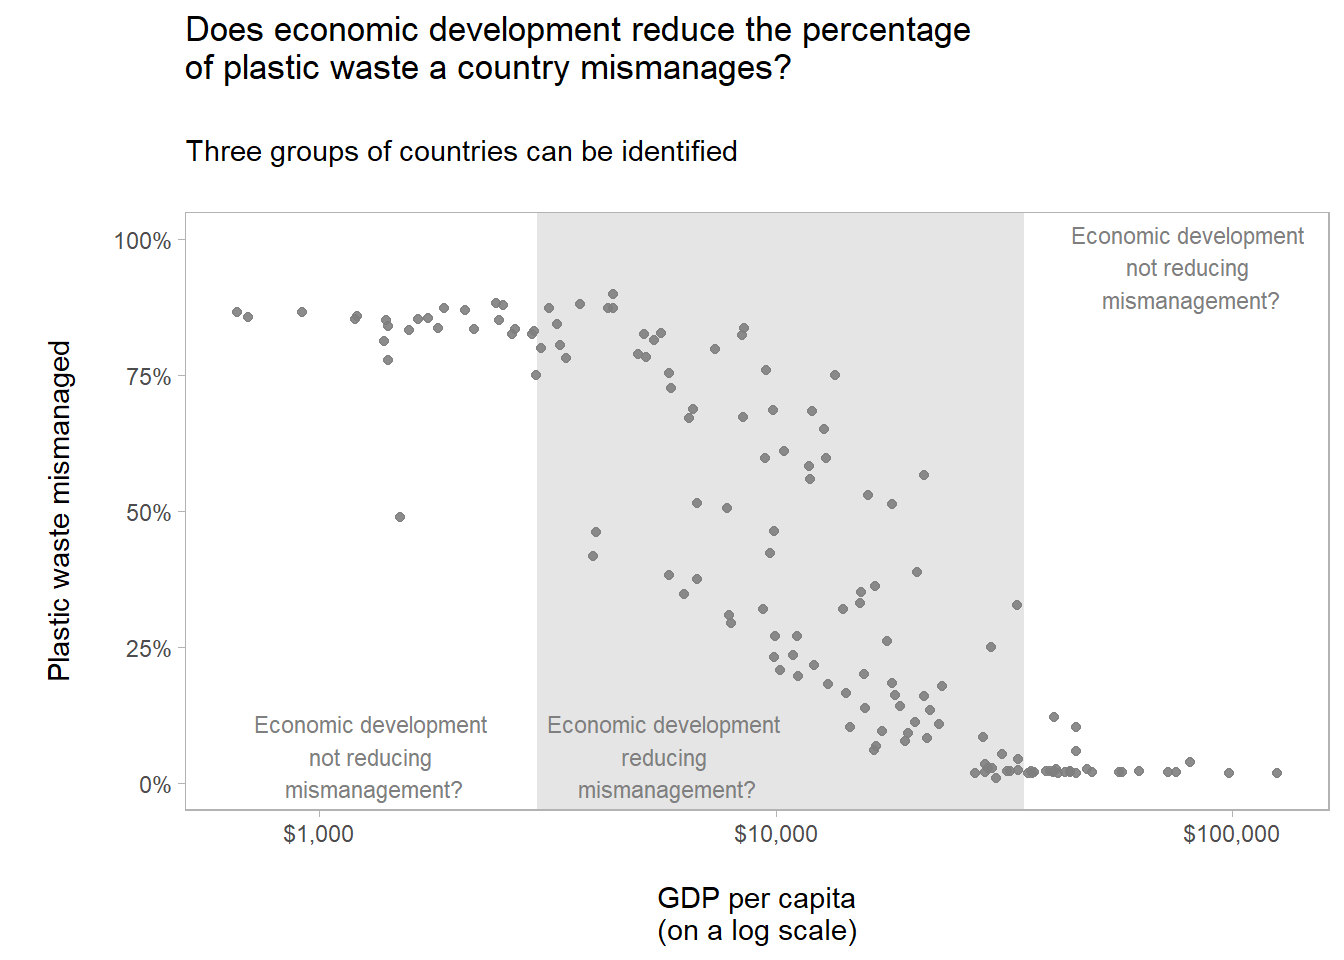 Does economic development reduce the percentage
of plastic waste a country mismanages?
Three groups of countries can be identified
Plastic waste mismanaged
100%
75%
50%
25%
0%
Economic development
not reducing
mismanagement?
Economic development
reducing
mismanagement?
Economic development
not reducing
mismanagement?
$1,000
$10,000
$100,000
GDP per capita
(on a log scale)